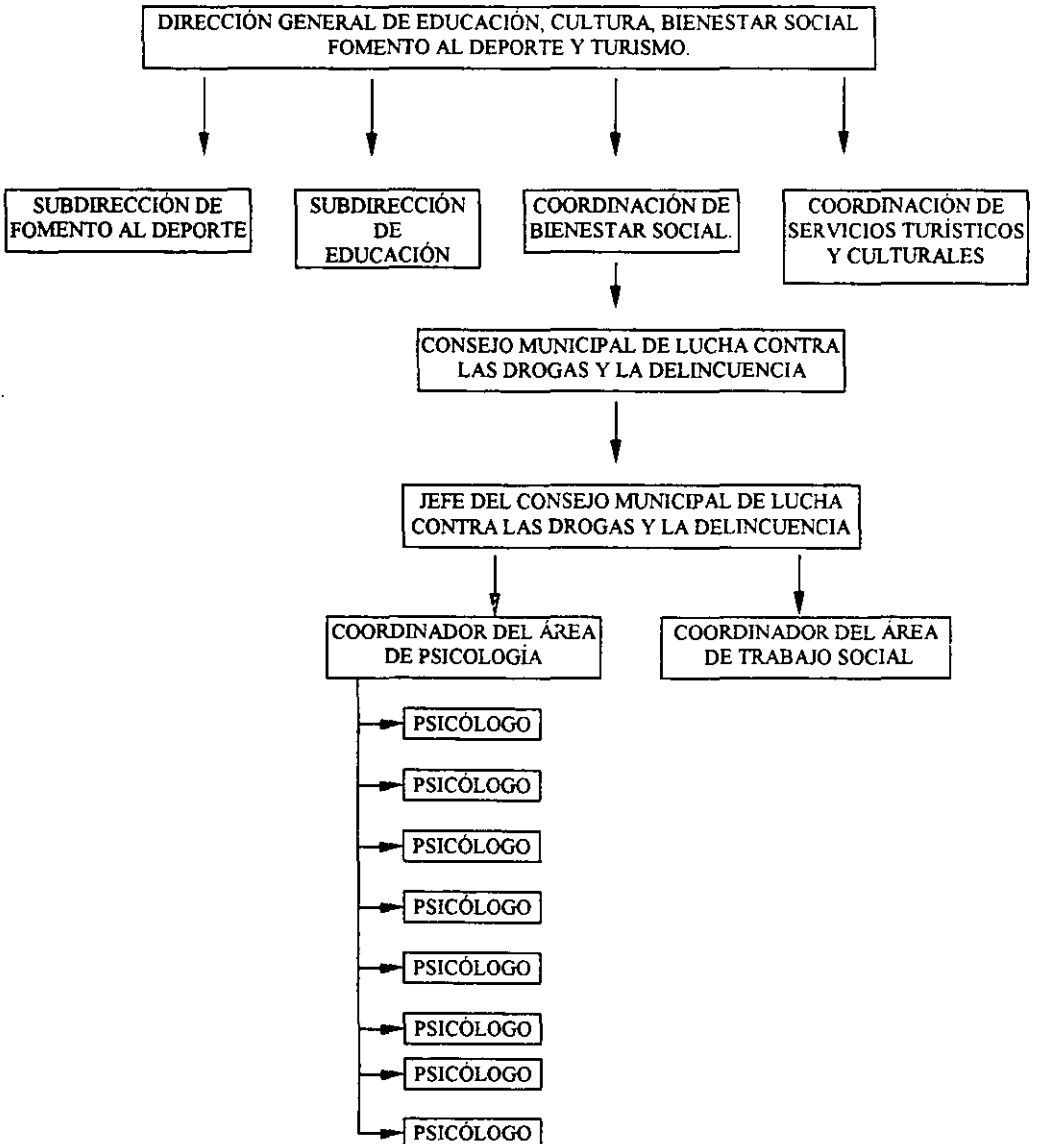 DIRECCIÓN GENERAL DE EDUCACIÓN, CULTURA, BIENESTAR SOCIAL
FOMENTO AL DEPORTE Y TURISMO.
SUBDIRECCIÓN DE
FOMENTO AL DEPORTE
SUBDIRECCIÓN
DE
EDUCACIÓN
COORDINACIÓN DE
BIENESTAR SOCIAL.
COORDINACIÓN DE
SERVICIOS TURÍSTICOS
Y CULTURALES
CONSEJO MUNICIPAL DE LUCHA CONTRA
LAS DROGAS Y LA DELINCUENCIA
JEFE DEL CONSEJO MUNICIPAL DE LUCHA
CONTRA LAS DROGAS Y LA DELINCUENCIA
COORDINADOR DEL ÁREA
DE PSICOLOGÍA
COORDINADOR DEL ÁREA
DE TRABAJO SOCIAL
PSICÓLOGO
PSICÓLOGO
PSICÓLOGO
PSICÓLOGO
PSICÓLOGO
PSICÓLOGO
PSICÓLOGO
PSICÓLOGO